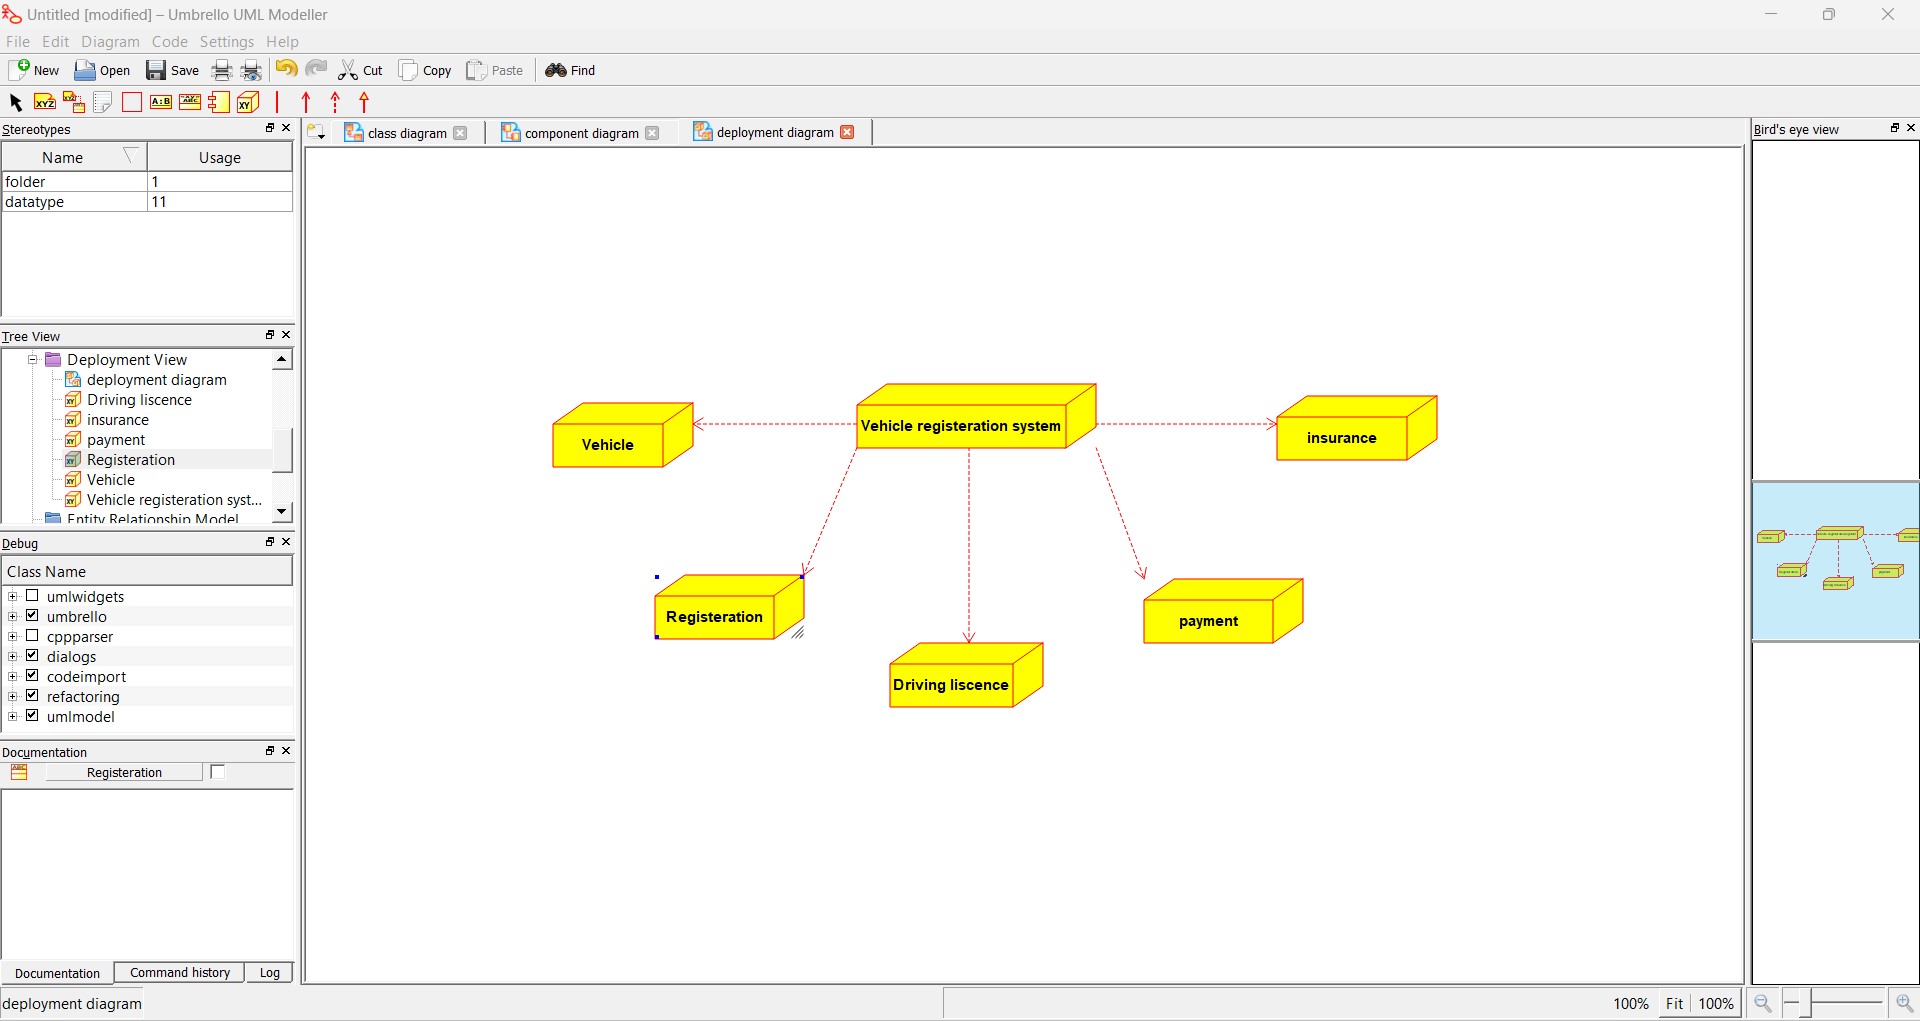 Untitled [modified] – Umbrello UML Modeller
File Edit Diagram Code Settings Help
New Open Save Cut Copy Paste Find
XYZ XYZ A:B ABC XY
Stereotypes
class diagram component diagram deployment diagram
Bird's eye view
Name Usage
folder 1
datatype 11
Tree View
Deployment View
deployment diagram
Driving liscence
insurance
payment
Registeration
Vehicle
Vehicle registeration syst...
Entity Relationship Model
Debug
Class Name
umlwidgets
umbrello
cppparser
dialogs
codeimport
refactoring
umlmodel
Documentation
Registeration
Documentation Command history Log
deployment diagram
100% Fit 100%
Vehicle registeration system
Vehicle
insurance
Registeration
payment
Driving liscence